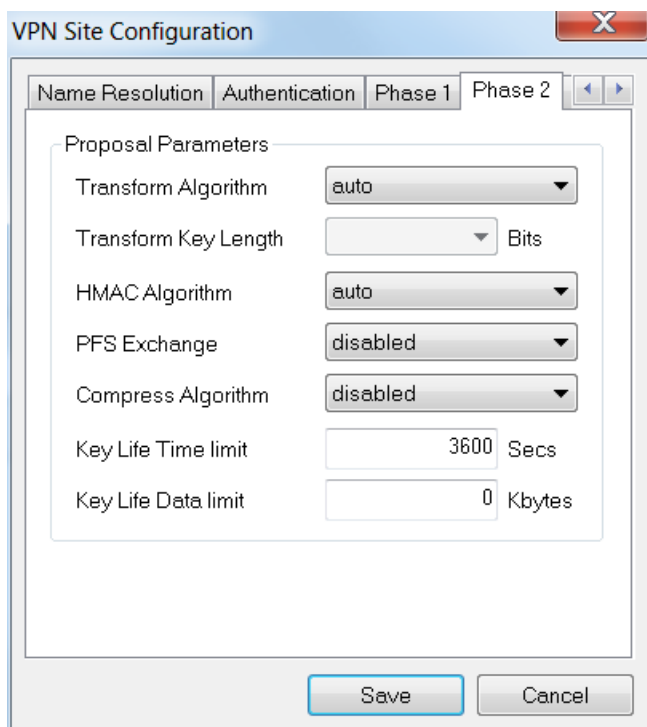 VPN Site Configuration
Name Resolution Authentication Phase 1 Phase 2
Proposal Parameters
Transform Algorithm auto
Transform Key Length Bits
HMAC Algorithm auto
PFS Exchange disabled
Compress Algorithm disabled
Key Life Time limit 3600 Secs
Key Life Data limit 0 Kbytes
Save Cancel